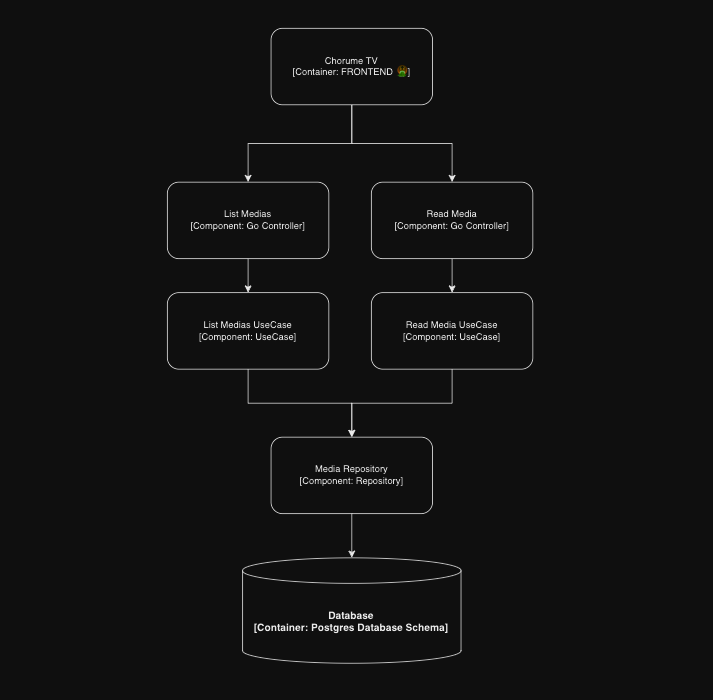 Chorume TV
[Container: FRONTEND ]
List Medias
[Component: Go Controller]
Read Media
[Component: Go Controller]
List Medias UseCase
[Component: UseCase]
Read Media UseCase
[Component: UseCase]
Media Repository
[Component: Repository]
Database
[Container: Postgres Database Schema]